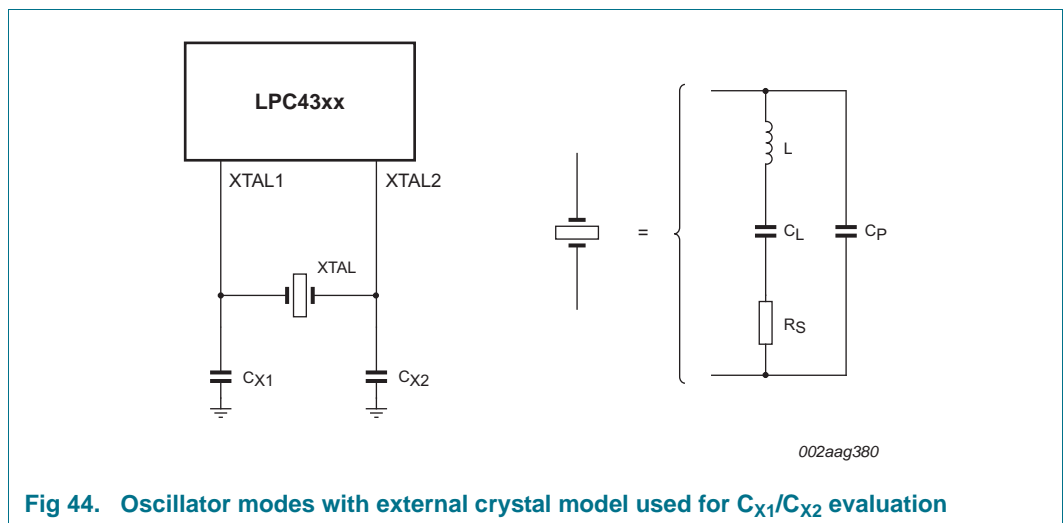 LPC43xx
XTAL1
XTAL2
XTAL
CX1
CX2
=
L
CL
CP
RS
002aag380
Fig 44. Oscillator modes with external crystal model used for CX1/CX2 evaluation